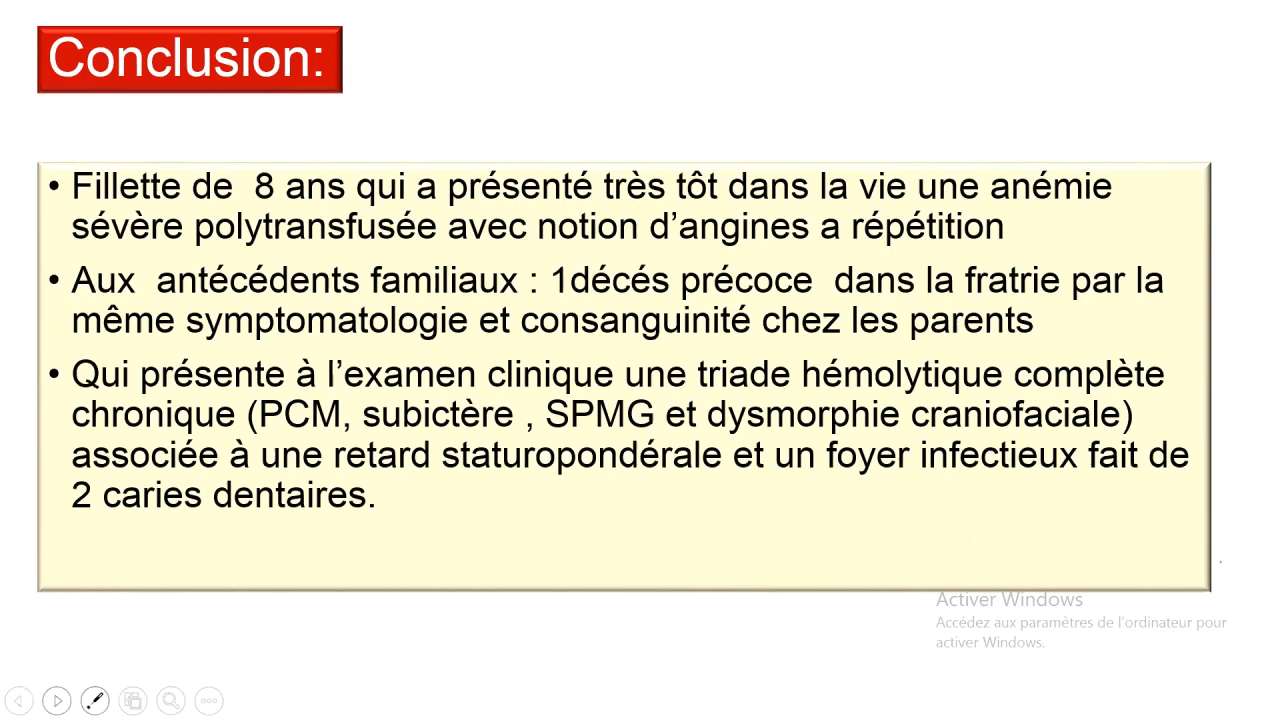 Conclusion:
• Fillette de  8 ans qui a présenté très tôt dans la vie une anémie
sévère polytransfusée avec notion d’angines a répétition
• Aux  antécédents familiaux : 1décés précoce  dans la fratrie par la
même symptomatologie et consanguinité chez les parents
• Qui présente à l’examen clinique une triade hémolytique complète
chronique (PCM, subictère , SPMG et dysmorphie craniofaciale)
associée à une retard staturopondérale et un foyer infectieux fait de
2 caries dentaires.
Activer Windows
Accédez aux paramètres de l'ordinateur pour
activer Windows.